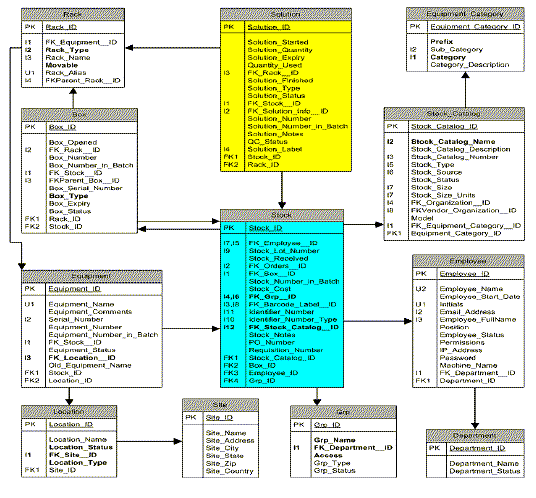 Rack
PK Rack_ID
I1 FK_Equipment__ID
I2 Rack_Type
I3 Rack_Name
Movable
U1 Rack_Alias
I4 FKParent_Rack__ID
Solution
PK Solution_ID
Solution_Started
Solution_Quantity
Solution_Expiry
Quantity_Used
I3 FK_Rack__ID
Solution_Finished
Solution_Type
Solution_Status
I1 FK_Stock__ID
I2 FK_Solution_Info__ID
Solution_Number
Solution_Number_in_Batch
Solution_Notes
QC_Status
I4 Solution_Label
FK1 Stock_ID
FK2 Rack_ID
Equipment_Category
PK Equipment_Category_ID
Prefix
I2 Sub_Category
I1 Category
Category_Description
Box
PK Box_ID
Box_Opened
I2 FK_Rack__ID
Box_Number
Box_Number_in_Batch
I1 FK_Stock__ID
I3 FKParent_Box__ID
Box_Serial_Number
Box_Type
Box_Expiry
Box_Status
FK1 Rack_ID
FK2 Stock_ID
Stock_Catalog
PK Stock_Catalog_ID
I2 Stock_Catalog_Name
Stock_Catalog_Description
I3 Stock_Catalog_Number
I5 Stock_Type
I6 Stock_Source
Stock_Status
I7 Stock_Size
I7 Stock_Size_Units
I4 FK_Organization__ID
I8 FKVendor_Organization__ID
Model
I1 FK_Equipment_Category__ID
FK1 Equipment_Category_ID
Stock
PK Stock_ID
I7,I5 FK_Employee__ID
I9 Stock_Lot_Number
Stock_Received
I2 FK_Orders__ID
I1 FK_Box__ID
Stock_Number_in_Batch
Stock_Cost
I4,I6 FK_Grp__ID
I3,I8 FK_Barcode_Label__ID
I11 Identifier_Number
I10 Identifier_Number_Type
I12 FK_Stock_Catalog__ID
Stock_Notes
PO_Number
Requisition_Number
FK1 Stock_Catalog_ID
FK2 Box_ID
FK3 Employee_ID
FK4 Grp_ID
Equipment
PK Equipment_ID
U1 Equipment_Name
Equipment_Comments
I2 Serial_Number
Equipment_Number
Equipment_Number_in_Batch
I1 FK_Stock__ID
Equipment_Status
I3 FK_Location__ID
Old_Equipment_Name
FK1 Stock_ID
FK2 Location_ID
Employee
PK Employee_ID
U2 Employee_Name
Employee_Start_Date
U1 Initials
I2 Email_Address
I3 Employee_FullName
Position
Employee_Status
Permissions
IP_Address
Password
Machine_Name
I1 FK_Department__ID
FK1 Department_ID
Location
PK Location_ID
Location_Name
Location_Status
I1 FK_Site__ID
Location_Type
FK1 Site_ID
Site
PK Site_ID
Site_Name
Site_Address
Site_City
Site_State
Site_Zip
Site_Country
Grp
PK Grp_ID
Grp_Name
I1 FK_Department__ID
Access
Grp_Type
Grp_Status
Department
PK Department_ID
Department_Name
Department_Status